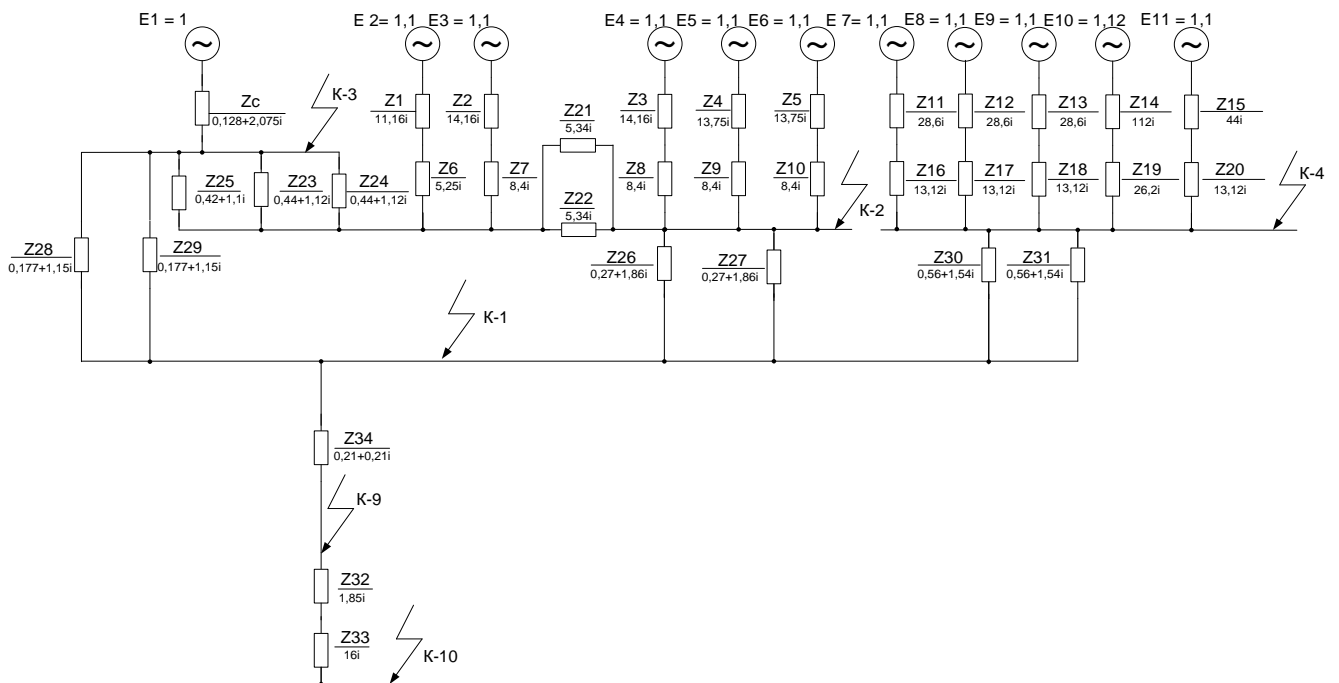 E1 = 1
E 2= 1,1
E3 = 1,1
E4 = 1,1
E5 = 1,1
E6 = 1,1
E 7= 1,1
E8 = 1,1
E9 = 1,1
E10 = 1,12
E11 = 1,1
Zc
0,128+2,075i
К-3
Z1
11,16i
Z2
14,16i
Z21
5,34i
Z3
14,16i
Z4
13,75i
Z5
13,75i
Z11
28,6i
Z12
28,6i
Z13
28,6i
Z14
112i
Z15
44i
Z25
0,42+1,1i
Z23
0,44+1,12i
Z24
0,44+1,12i
Z6
5,25i
Z7
8,4i
Z22
5,34i
Z8
8,4i
Z9
8,4i
Z10
8,4i
К-2
Z16
13,12i
Z17
13,12i
Z18
13,12i
Z19
26,2i
Z20
13,12i
К-4
Z28
0,177+1,15i
Z29
0,177+1,15i
Z26
0,27+1,86i
Z27
0,27+1,86i
Z30
0,56+1,54i
Z31
0,56+1,54i
К-1
Z34
0,21+0,21i
К-9
Z32
1,85i
Z33
16i
К-10